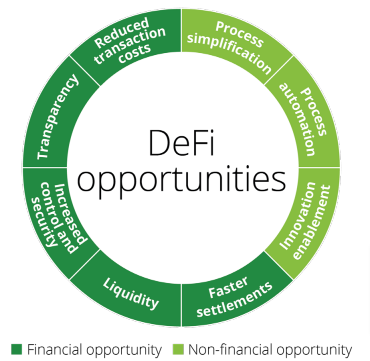 DeFi
opportunities
Process
simplification
Process
automation
Innovation
enablement
Faster
settlements
Liquidity
Increased
control and
security
Transparency
Reduced
transaction
costs
Financial opportunity
Non-financial opportunity